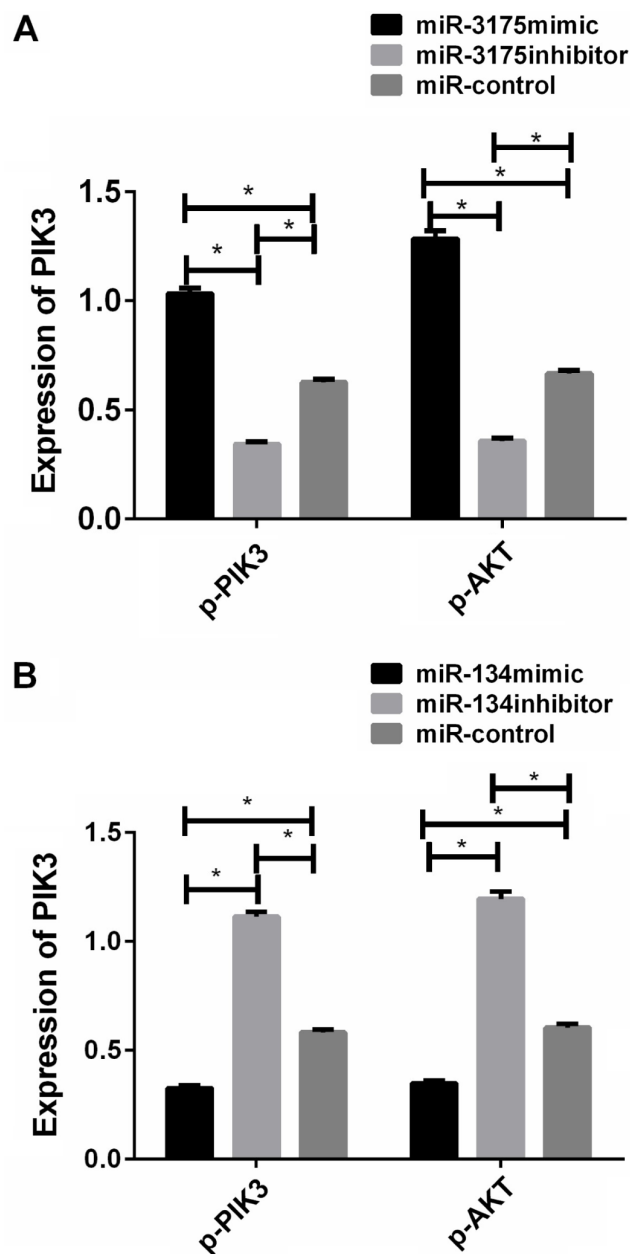 A
miR-3175mimic
miR-3175inhibitor
miR-control
Expression of PIK3
1.5
1.0
0.5
0.0
* * * * * *
p-PIK3
p-AKT
B
miR-134mimic
miR-134inhibitor
miR-control
Expression of PIK3
1.5
1.0
0.5
0.0
* * * * * *
p-PIK3
p-AKT